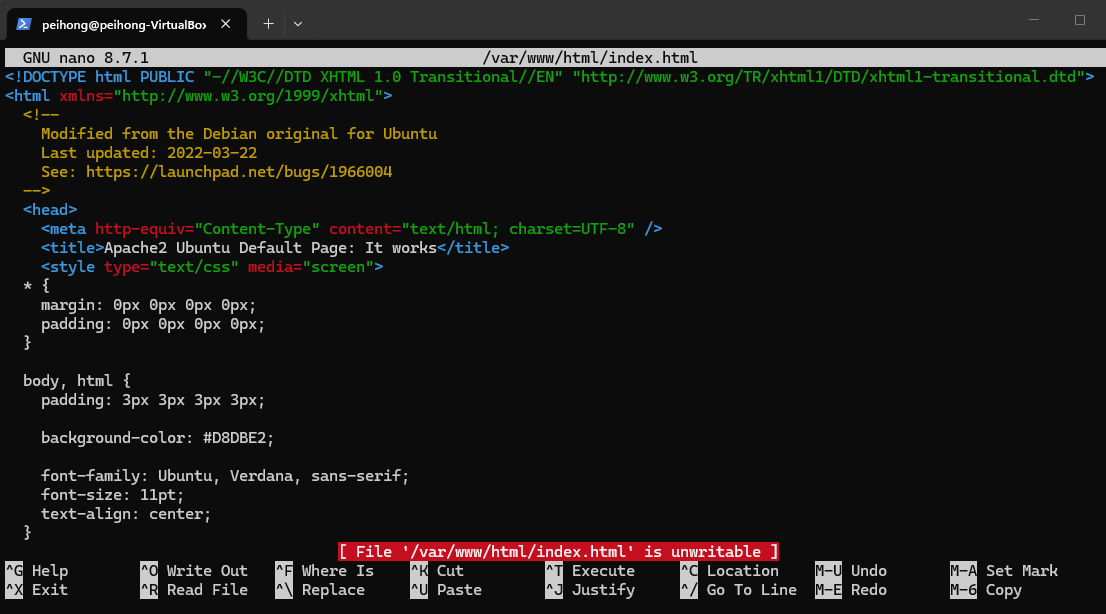 peihong@peihong-VirtualBox
GNU nano 8.7.1 /var/www/html/index.html
<!DOCTYPE html PUBLIC "-//W3C//DTD XHTML 1.0 Transitional//EN" "http://www.w3.org/TR/xhtml1/DTD/xhtml1-transitional.dtd">
<html xmlns="http://www.w3.org/1999/xhtml">
  <!--
    Modified from the Debian original for Ubuntu
    Last updated: 2022-03-22
    See: https://launchpad.net/bugs/1966004
  -->
  <head>
    <meta http-equiv="Content-Type" content="text/html; charset=UTF-8" />
    <title>Apache2 Ubuntu Default Page: It works</title>
    <style type="text/css" media="screen">
  * {
    margin: 0px 0px 0px 0px;
    padding: 0px 0px 0px 0px;
  }
  body, html {
    padding: 3px 3px 3px 3px;
    background-color: #D8DBE2;
    font-family: Ubuntu, Verdana, sans-serif;
    font-size: 11pt;
    text-align: center;
  }
[ File '/var/www/html/index.html' is unwritable ]
^G Help ^O Write Out ^F Where Is ^K Cut ^T Execute ^C Location M-U Undo M-A Set Mark
^X Exit ^R Read File ^\ Replace ^U Paste ^J Justify ^/ Go To Line M-E Redo M-6 Copy